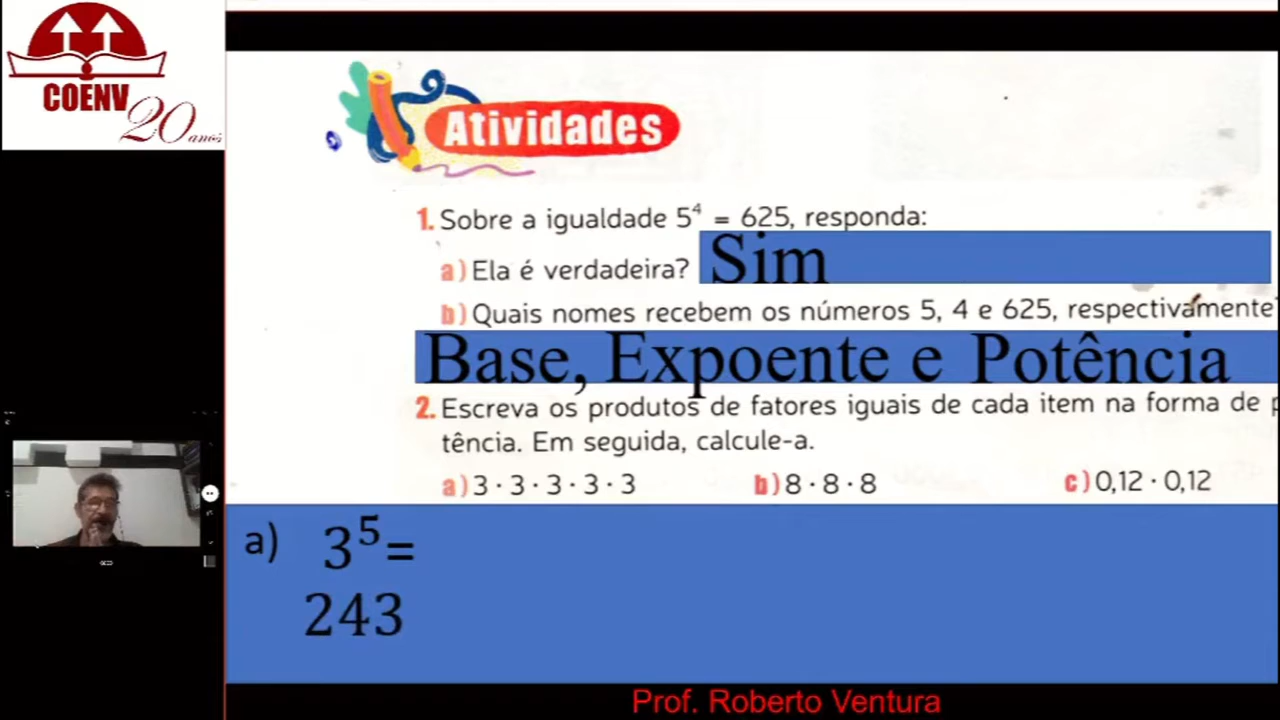 COENV
20 anos
Atividades
1. Sobre a igualdade 5⁴ = 625, responda:
a) Ela é verdadeira? Sim
b) Quais nomes recebem os números 5, 4 e 625, respectivamente
Base, Expoente e Potência
2. Escreva os produtos de fatores iguais de cada item na forma de p
tência. Em seguida, calcule-a.
a) 3 · 3 · 3 · 3 · 3 b) 8 · 8 · 8 c) 0,12 · 0,12
a) 3⁵=
243
Prof. Roberto Ventura